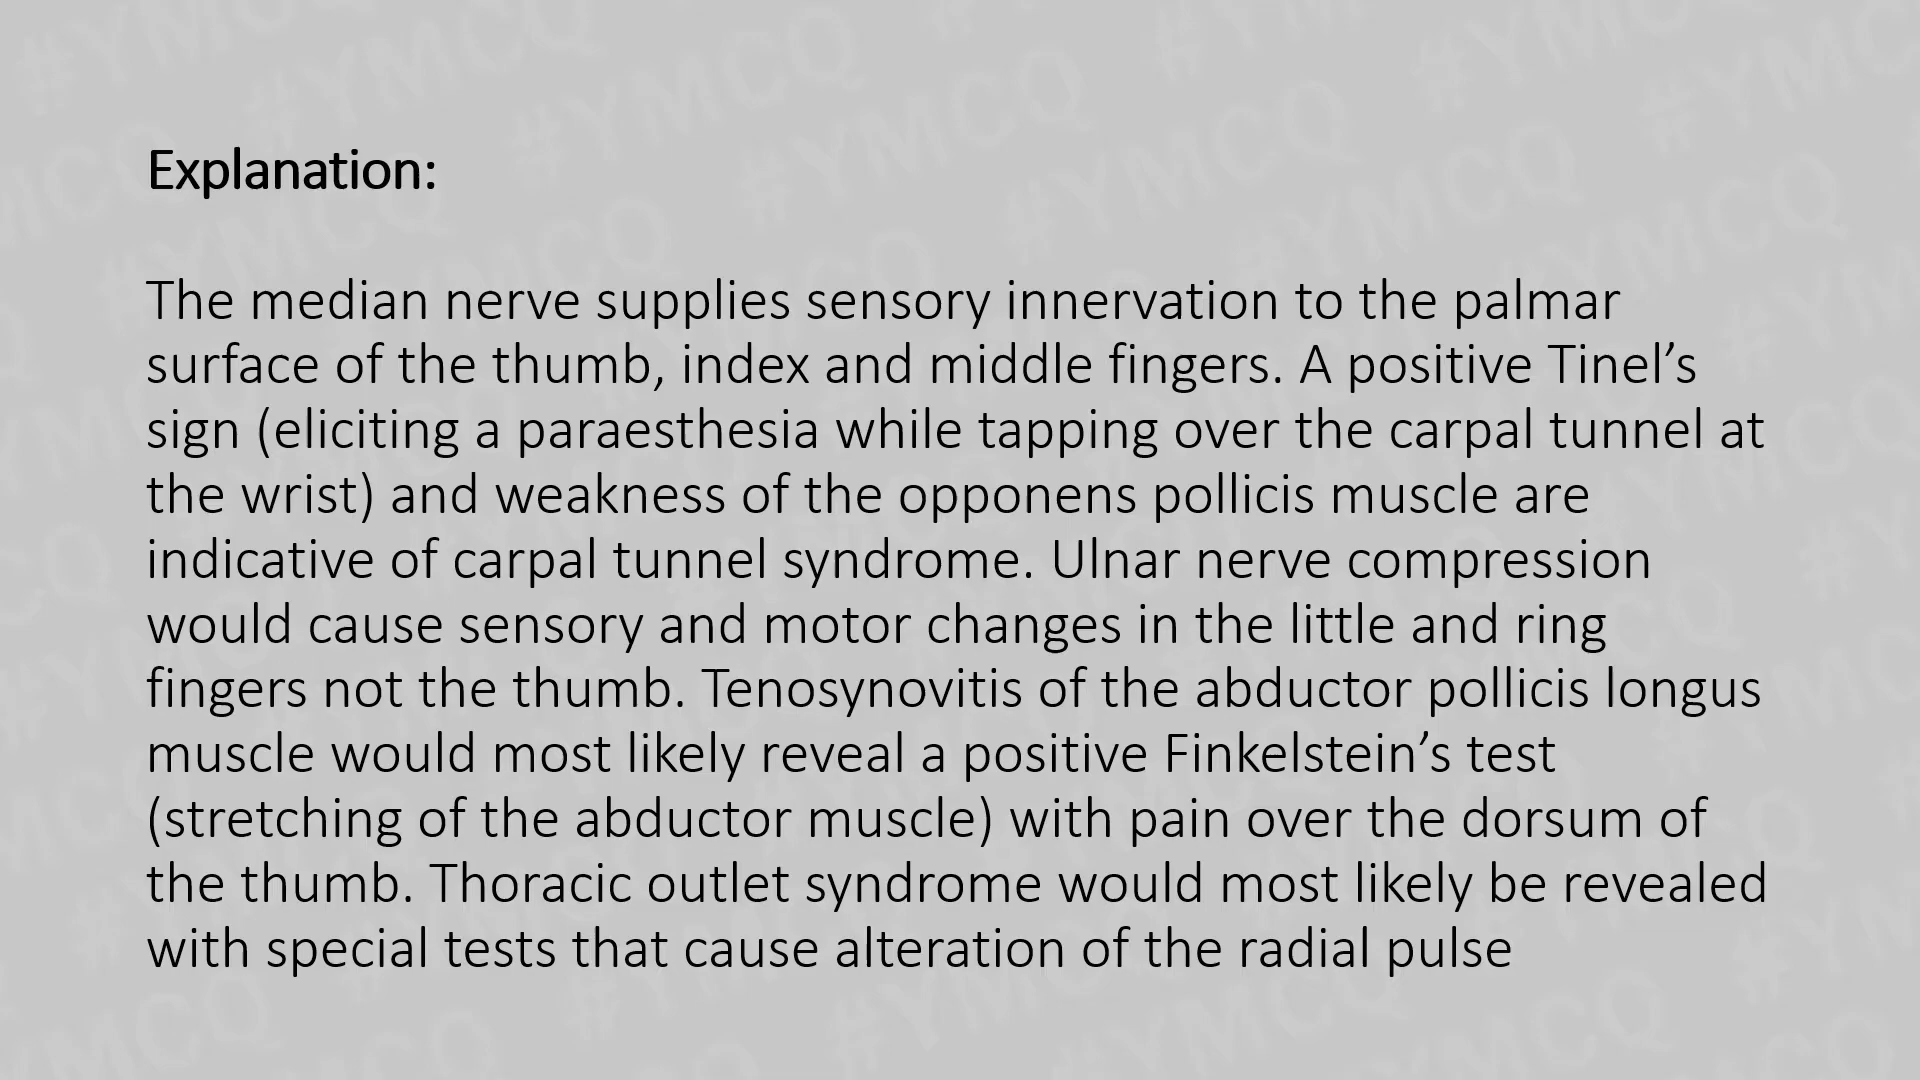 Explanation:
The median nerve supplies sensory innervation to the palmar
surface of the thumb, index and middle fingers. A positive Tinel’s
sign (eliciting a paraesthesia while tapping over the carpal tunnel at
the wrist) and weakness of the opponens pollicis muscle are
indicative of carpal tunnel syndrome. Ulnar nerve compression
would cause sensory and motor changes in the little and ring
fingers not the thumb. Tenosynovitis of the abductor pollicis longus
muscle would most likely reveal a positive Finkelstein’s test
(stretching of the abductor muscle) with pain over the dorsum of
the thumb. Thoracic outlet syndrome would most likely be revealed
with special tests that cause alteration of the radial pulse
#YMCQ